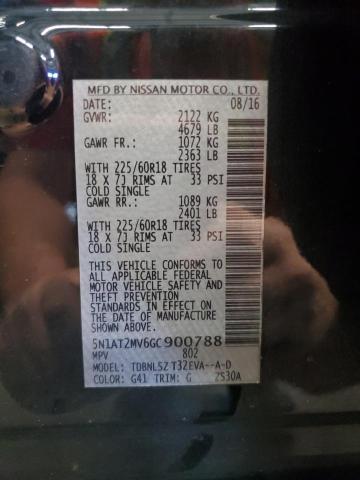 MFD BY NISSAN MOTOR CO., LTD.
DATE: 08/16
GVWR: 2122 KG
4679 LB
GAWR FR.: 1072 KG
2363 LB
WITH 225/60R18 TIRES
18 X 7J RIMS AT 33 PSI
COLD SINGLE
GAWR RR.: 1089 KG
2401 LB
WITH 225/60R18 TIRES
18 X 7J RIMS AT 33 PSI
COLD SINGLE
THIS VEHICLE CONFORMS TO
ALL APPLICABLE FEDERAL
MOTOR VEHICLE SAFETY AND
THEFT PREVENTION
STANDARDS IN EFFECT ON
THE DATE OF MANUFACTURE
SHOWN ABOVE.
5N1AT2MV6GC900788
MPV 802
MODEL: TDBNLSZ T32EVA--A-D
COLOR: G41 TRIM: G ZS30A